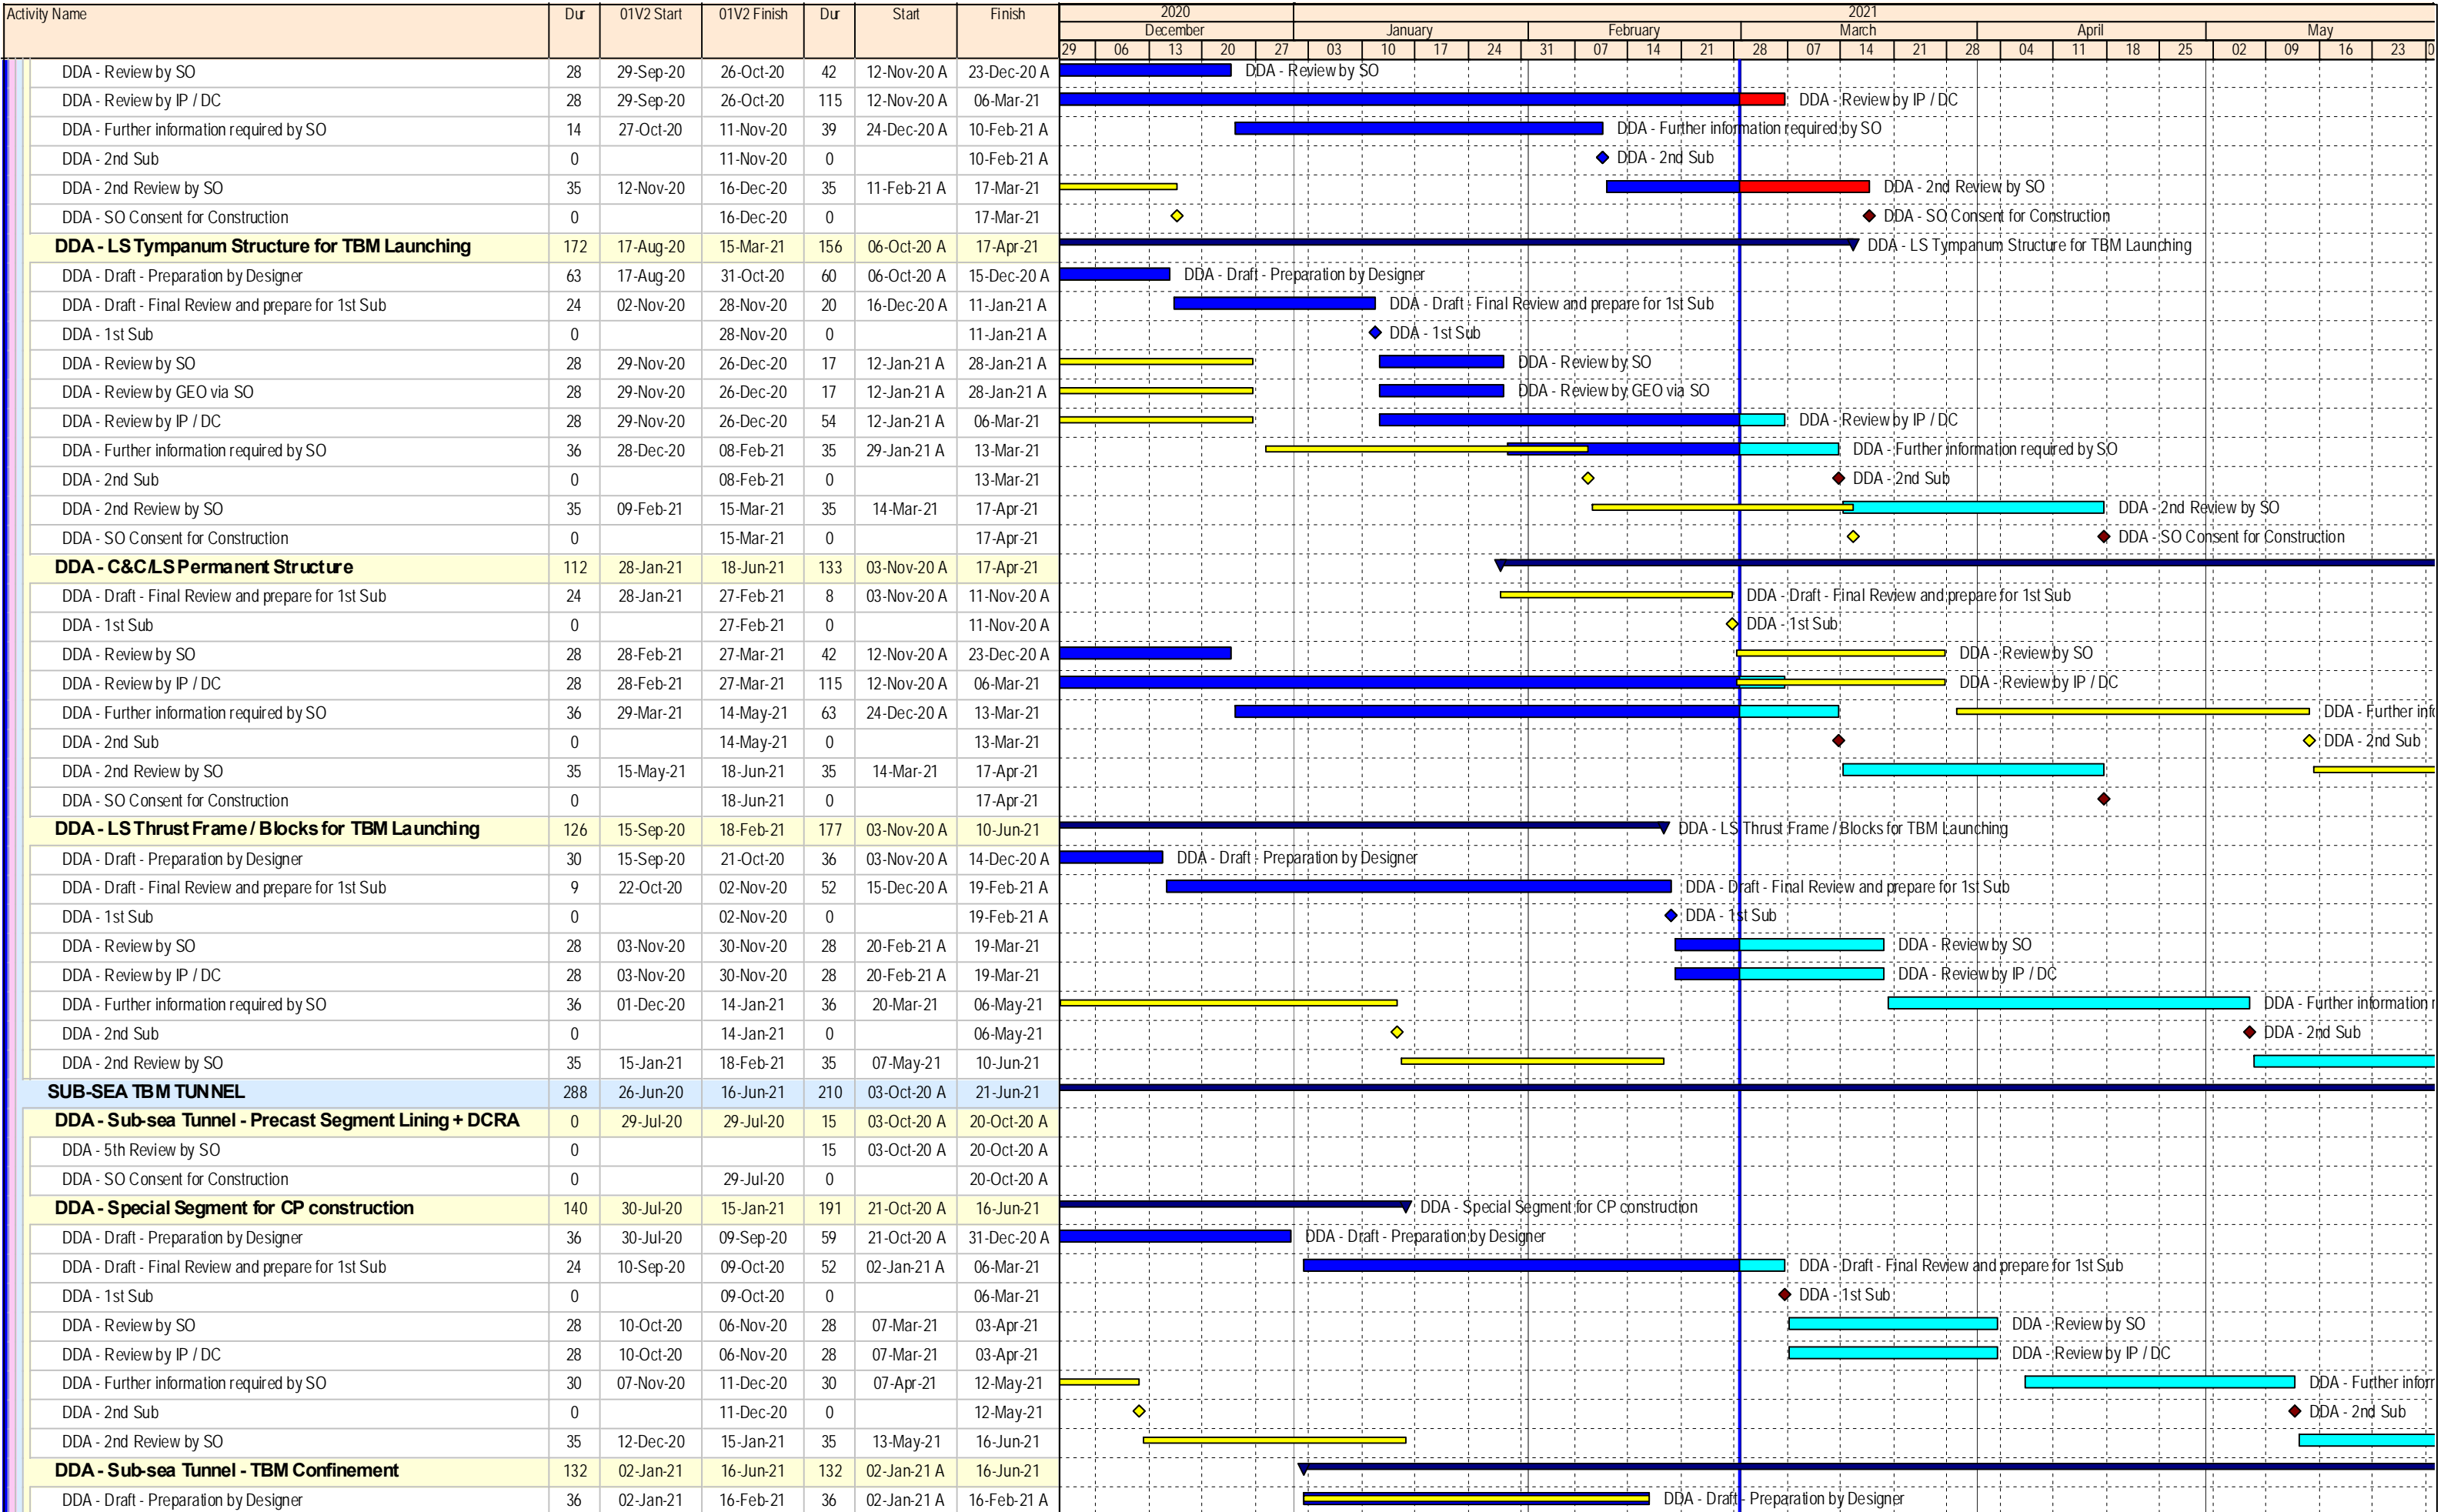 Activity Name Dur 01V2 Start 01V2 Finish Dur Start Finish 2020 2021
December January February March April May
29 06 13 20 27 03 10 17 24 31 07 14 21 28 07 14 21 28 04 11 18 25 02 09 16 23 0
DDA - Review by SO 28 29-Sep-20 26-Oct-20 42 12-Nov-20 A 23-Dec-20 A DDA - Review by SO
DDA - Review by IP / DC 28 29-Sep-20 26-Oct-20 115 12-Nov-20 A 06-Mar-21 DDA - Review by IP / DC
DDA - Further information required by SO 14 27-Oct-20 11-Nov-20 39 24-Dec-20 A 10-Feb-21 A DDA - Further information required by SO
DDA - 2nd Sub 0 11-Nov-20 0 10-Feb-21 A DDA - 2nd Sub
DDA - 2nd Review by SO 35 12-Nov-20 16-Dec-20 35 11-Feb-21 A 17-Mar-21 DDA - 2nd Review by SO
DDA - SO Consent for Construction 0 16-Dec-20 0 17-Mar-21 DDA - SO Consent for Construction
DDA - LS Tympanum Structure for TBM Launching 172 17-Aug-20 15-Mar-21 156 06-Oct-20 A 17-Apr-21 DDA - LS Tympanum Structure for TBM Launching
DDA - Draft - Preparation by Designer 63 17-Aug-20 31-Oct-20 60 06-Oct-20 A 15-Dec-20 A DDA - Draft - Preparation by Designer
DDA - Draft - Final Review and prepare for 1st Sub 24 02-Nov-20 28-Nov-20 20 16-Dec-20 A 11-Jan-21 A DDA - Draft - Final Review and prepare for 1st Sub
DDA - 1st Sub 0 28-Nov-20 0 11-Jan-21 A DDA - 1st Sub
DDA - Review by SO 28 29-Nov-20 26-Dec-20 17 12-Jan-21 A 28-Jan-21 A DDA - Review by SO
DDA - Review by GEO via SO 28 29-Nov-20 26-Dec-20 17 12-Jan-21 A 28-Jan-21 A DDA - Review by GEO via SO
DDA - Review by IP / DC 28 29-Nov-20 26-Dec-20 54 12-Jan-21 A 06-Mar-21 DDA - Review by IP / DC
DDA - Further information required by SO 36 28-Dec-20 08-Feb-21 35 29-Jan-21 A 13-Mar-21 DDA - Further information required by SO
DDA - 2nd Sub 0 08-Feb-21 0 13-Mar-21 DDA - 2nd Sub
DDA - 2nd Review by SO 35 09-Feb-21 15-Mar-21 35 14-Mar-21 17-Apr-21 DDA - 2nd Review by SO
DDA - SO Consent for Construction 0 15-Mar-21 0 17-Apr-21 DDA - SO Consent for Construction
DDA - C&C/LS Permanent Structure 112 28-Jan-21 18-Jun-21 133 03-Nov-20 A 17-Apr-21
DDA - Draft - Final Review and prepare for 1st Sub 24 28-Jan-21 27-Feb-21 8 03-Nov-20 A 11-Nov-20 A DDA - Draft - Final Review and prepare for 1st Sub
DDA - 1st Sub 0 27-Feb-21 0 11-Nov-20 A DDA - 1st Sub
DDA - Review by SO 28 28-Feb-21 27-Mar-21 42 12-Nov-20 A 23-Dec-20 A DDA - Review by SO
DDA - Review by IP / DC 28 28-Feb-21 27-Mar-21 115 12-Nov-20 A 06-Mar-21 DDA - Review by IP / DC
DDA - Further information required by SO 36 29-Mar-21 14-May-21 63 24-Dec-20 A 13-Mar-21 DDA - Further inf
DDA - 2nd Sub 0 14-May-21 0 13-Mar-21 DDA - 2nd Sub
DDA - 2nd Review by SO 35 15-May-21 18-Jun-21 35 14-Mar-21 17-Apr-21
DDA - SO Consent for Construction 0 18-Jun-21 0 17-Apr-21
DDA - LS Thrust Frame / Blocks for TBM Launching 126 15-Sep-20 18-Feb-21 177 03-Nov-20 A 10-Jun-21 DDA - LS Thrust Frame / Blocks for TBM Launching
DDA - Draft - Preparation by Designer 30 15-Sep-20 21-Oct-20 36 03-Nov-20 A 14-Dec-20 A DDA - Draft - Preparation by Designer
DDA - Draft - Final Review and prepare for 1st Sub 9 22-Oct-20 02-Nov-20 52 15-Dec-20 A 19-Feb-21 A DDA - Draft - Final Review and prepare for 1st Sub
DDA - 1st Sub 0 02-Nov-20 0 19-Feb-21 A DDA - 1st Sub
DDA - Review by SO 28 03-Nov-20 30-Nov-20 28 20-Feb-21 A 19-Mar-21 DDA - Review by SO
DDA - Review by IP / DC 28 03-Nov-20 30-Nov-20 28 20-Feb-21 A 19-Mar-21 DDA - Review by IP / DC
DDA - Further information required by SO 36 01-Dec-20 14-Jan-21 36 20-Mar-21 06-May-21 DDA - Further information r
DDA - 2nd Sub 0 14-Jan-21 0 06-May-21 DDA - 2nd Sub
DDA - 2nd Review by SO 35 15-Jan-21 18-Feb-21 35 07-May-21 10-Jun-21
SUB-SEA TBM TUNNEL 288 26-Jun-20 16-Jun-21 210 03-Oct-20 A 21-Jun-21
DDA - Sub-sea Tunnel - Precast Segment Lining + DCRA 0 29-Jul-20 29-Jul-20 15 03-Oct-20 A 20-Oct-20 A
DDA - 5th Review by SO 0 15 03-Oct-20 A 20-Oct-20 A
DDA - SO Consent for Construction 0 29-Jul-20 0 20-Oct-20 A
DDA - Special Segment for CP construction 140 30-Jul-20 15-Jan-21 191 21-Oct-20 A 16-Jun-21 DDA - Special Segment for CP construction
DDA - Draft - Preparation by Designer 36 30-Jul-20 09-Sep-20 59 21-Oct-20 A 31-Dec-20 A DDA - Draft - Preparation by Designer
DDA - Draft - Final Review and prepare for 1st Sub 24 10-Sep-20 09-Oct-20 52 02-Jan-21 A 06-Mar-21 DDA - Draft - Final Review and prepare for 1st Sub
DDA - 1st Sub 0 09-Oct-20 0 06-Mar-21 DDA - 1st Sub
DDA - Review by SO 28 10-Oct-20 06-Nov-20 28 07-Mar-21 03-Apr-21 DDA - Review by SO
DDA - Review by IP / DC 28 10-Oct-20 06-Nov-20 28 07-Mar-21 03-Apr-21 DDA - Review by IP / DC
DDA - Further information required by SO 30 07-Nov-20 11-Dec-20 30 07-Apr-21 12-May-21 DDA - Further infor
DDA - 2nd Sub 0 11-Dec-20 0 12-May-21 DDA - 2nd Sub
DDA - 2nd Review by SO 35 12-Dec-20 15-Jan-21 35 13-May-21 16-Jun-21
DDA - Sub-sea Tunnel - TBM Confinement 132 02-Jan-21 16-Jun-21 132 02-Jan-21 A 16-Jun-21
DDA - Draft - Preparation by Designer 36 02-Jan-21 16-Feb-21 36 02-Jan-21 A 16-Feb-21 A DDA - Draft - Preparation by Designer